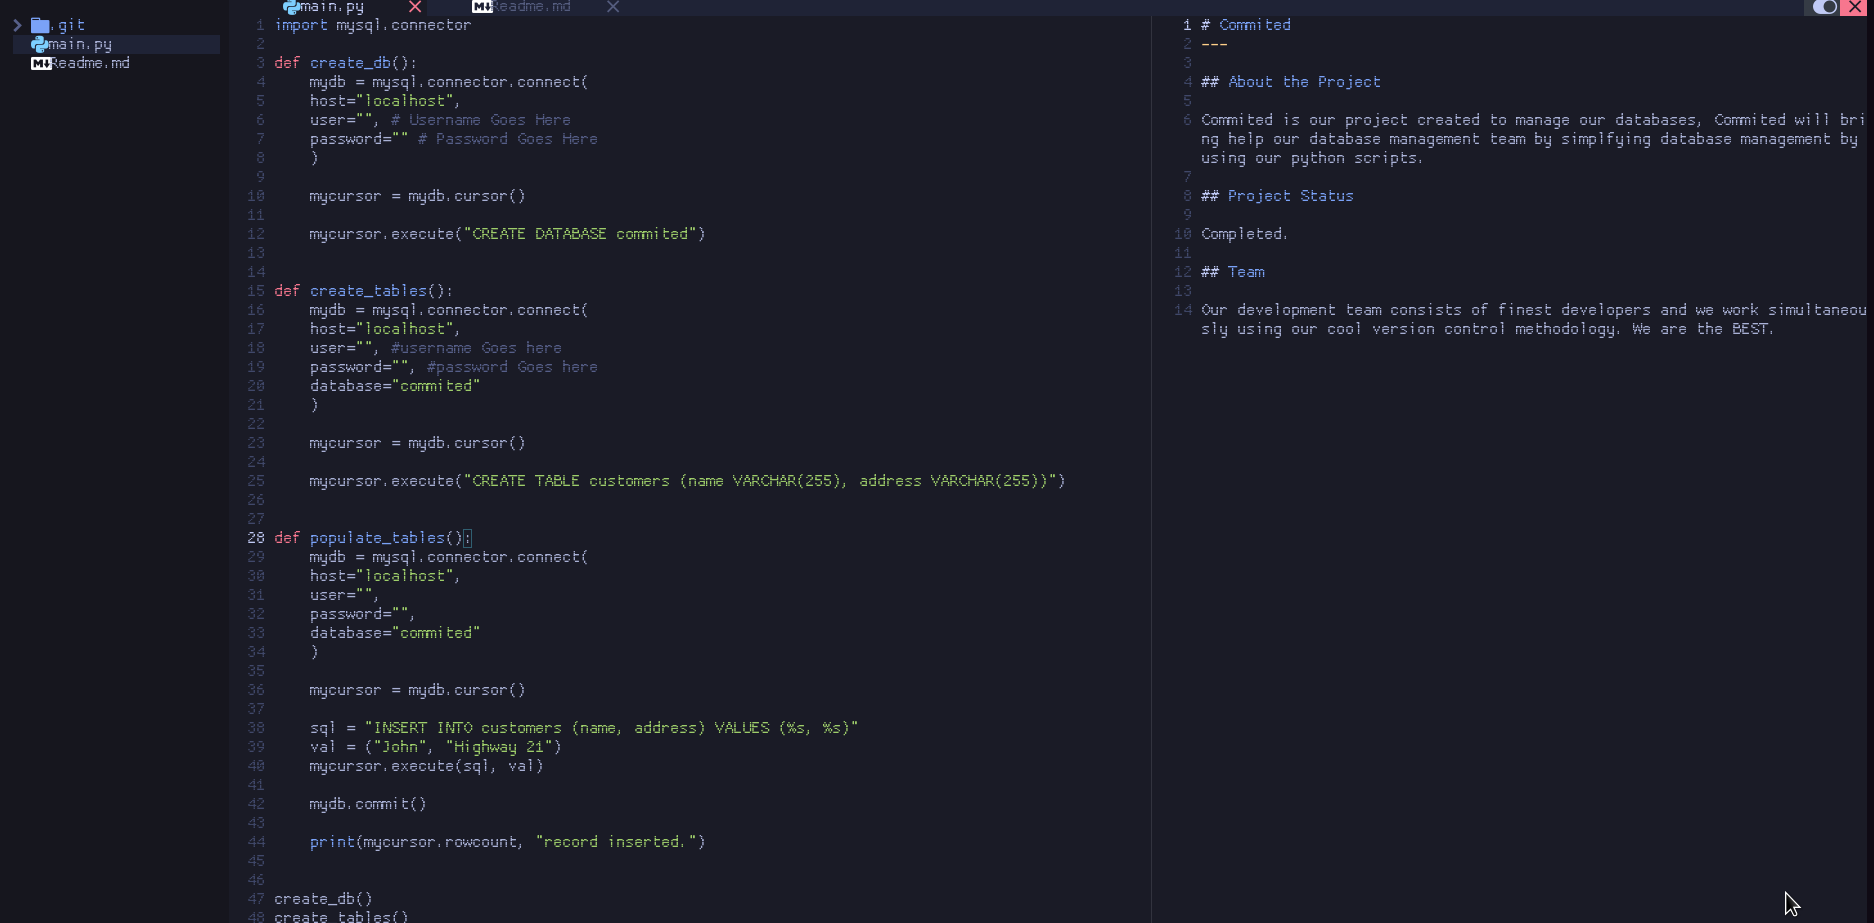 main.py
Readme.md
.git
main.py
Readme.md
1 import mysql.connector
2
3 def create_db():
4 mydb = mysql.connector.connect(
5 host="localhost",
6 user="", # Username Goes Here
7 password="" # Password Goes Here
8 )
9
10 mycursor = mydb.cursor()
11
12 mycursor.execute("CREATE DATABASE commited")
13
14
15 def create_tables():
16 mydb = mysql.connector.connect(
17 host="localhost",
18 user="", #username Goes here
19 password="", #password Goes here
20 database="commited"
21 )
22
23 mycursor = mydb.cursor()
24
25 mycursor.execute("CREATE TABLE customers (name VARCHAR(255), address VARCHAR(255))")
26
27
28 def populate_tables():
29 mydb = mysql.connector.connect(
30 host="localhost",
31 user="",
32 password="",
33 database="commited"
34 )
35
36 mycursor = mydb.cursor()
37
38 sql = "INSERT INTO customers (name, address) VALUES (%s, %s)"
39 val = ("John", "Highway 21")
40 mycursor.execute(sql, val)
41
42 mydb.commit()
43
44 print(mycursor.rowcount, "record inserted.")
45
46
47 create_db()
48 create_tables()
1 # Commited
2 ---
3
4 ## About the Project
5
6 Commited is our project created to manage our databases, Commited will bri
ng help our database management team by simplfying database management by
using our python scripts.
7
8 ## Project Status
9
10 Completed.
11
12 ## Team
13
14 Our development team consists of finest developers and we work simultaneou
sly using our cool version control methodology. We are the BEST.